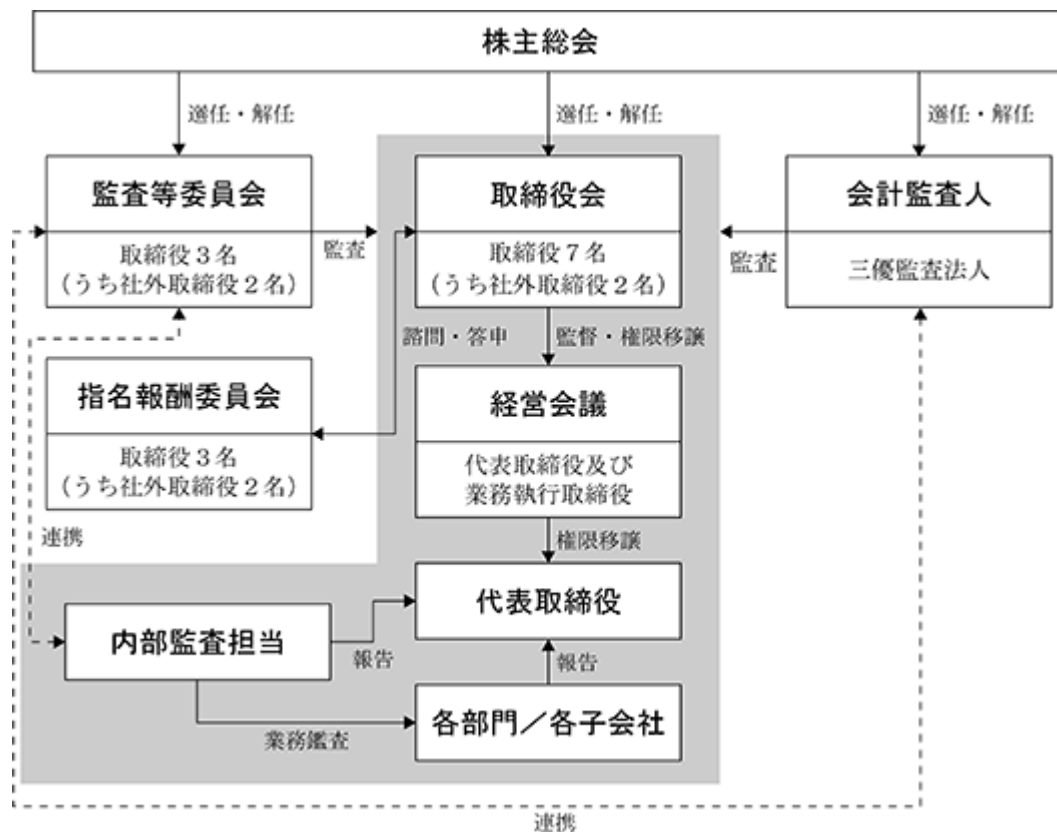 株主総会
選任・解任
選任・解任
選任・解任
監査等委員会
取締役3名
（うち社外取締役2名）
監査
取締役会
取締役7名
（うち社外取締役2名）
会計監査人
三優監査法人
監査
諮問・答申
監督・権限移譲
指名報酬委員会
取締役3名
（うち社外取締役2名）
経営会議
代表取締役及び
業務執行取締役
連携
権限移譲
代表取締役
内部監査担当
報告
報告
各部門／各子会社
業務鑑査
連携